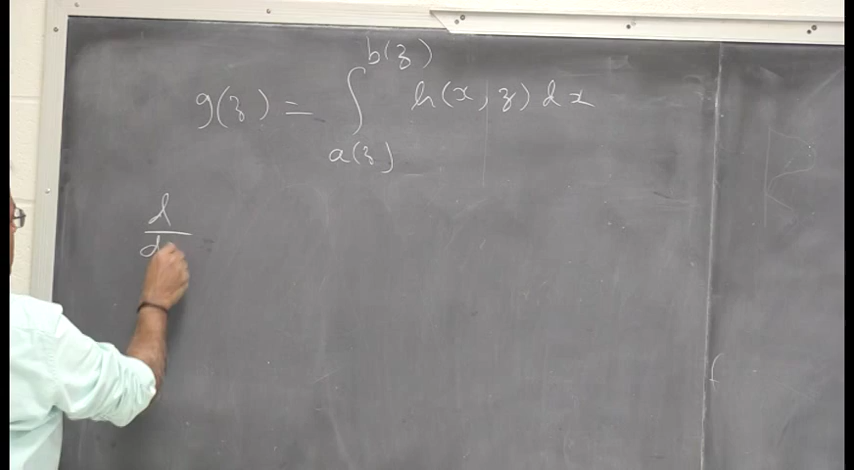 g(z) = ∫_{a(z)}^{b(z)} h(x, z) dx
d
d